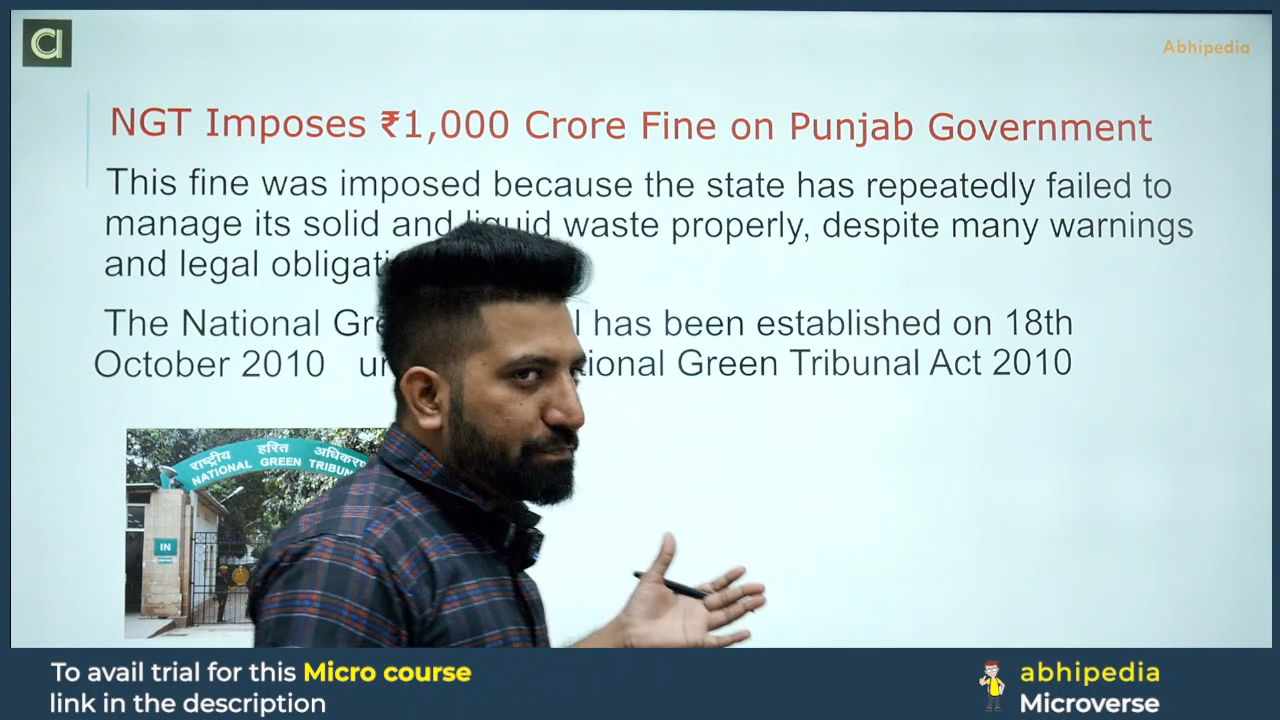 Abhipedia
NGT Imposes ₹1,000 Crore Fine on Punjab Government
This fine was imposed because the state has repeatedly failed to
manage its solid and liquid waste properly, despite many warnings
and legal
The National has been established on 18th
October 2010 Green Tribunal Act 2010
राष्ट्रीय हरित अधिकरण
NATIONAL GREEN
IN
To avail trial for this Micro course
link in the description
abhipedia
Microverse